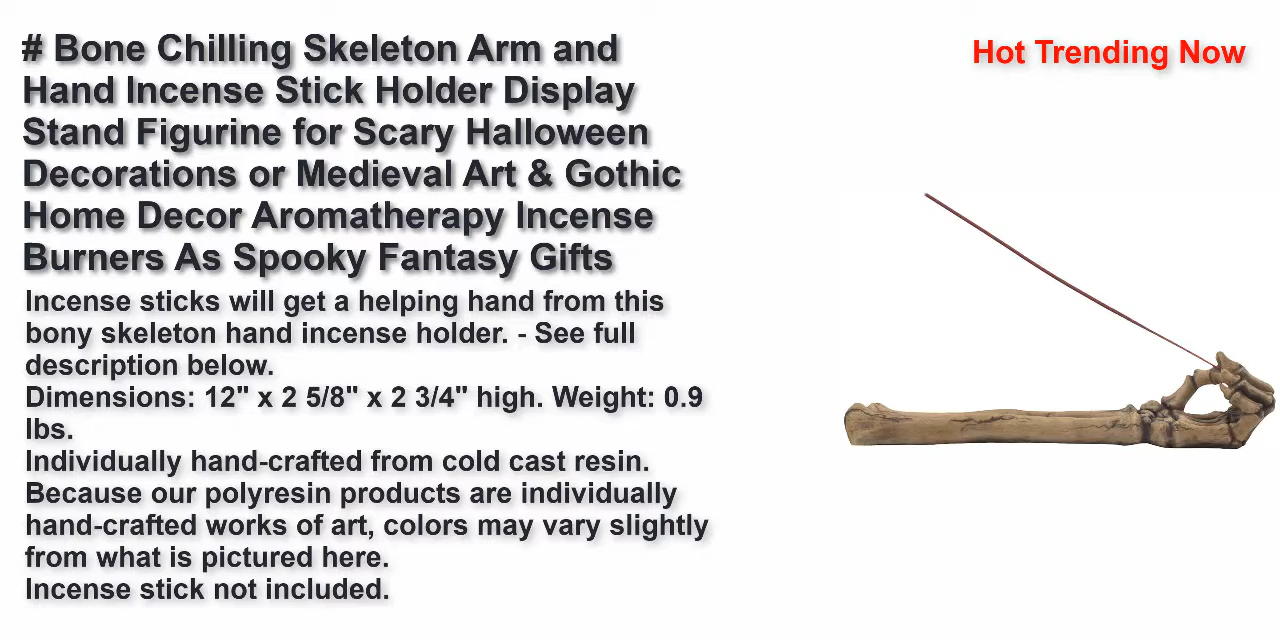 # Bone Chilling Skeleton Arm and
Hand Incense Stick Holder Display
Stand Figurine for Scary Halloween
Decorations or Medieval Art & Gothic
Home Decor Aromatherapy Incense
Burners As Spooky Fantasy Gifts
Incense sticks will get a helping hand from this
bony skeleton hand incense holder. - See full
description below.
Dimensions: 12" x 2 5/8" x 2 3/4" high. Weight: 0.9
lbs.
Individually hand-crafted from cold cast resin.
Because our polyresin products are individually
hand-crafted works of art, colors may vary slightly
from what is pictured here.
Incense stick not included.
Hot Trending Now